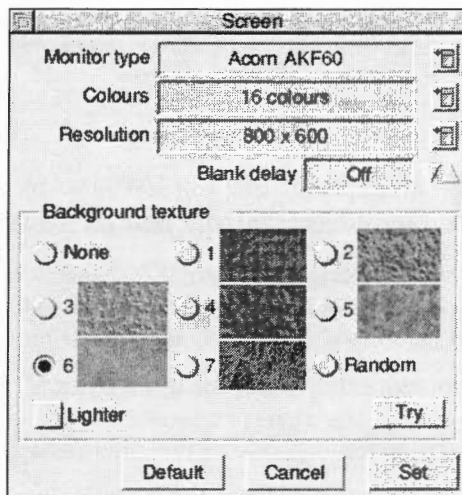 Screen
Monitor type Acorn AKF60
Colours 16 colours
Resolution 800 x 600
Blank delay Off
Background texture
None 1 2
3 4 5
6 7 Random
Lighter Try
Default Cancel Set